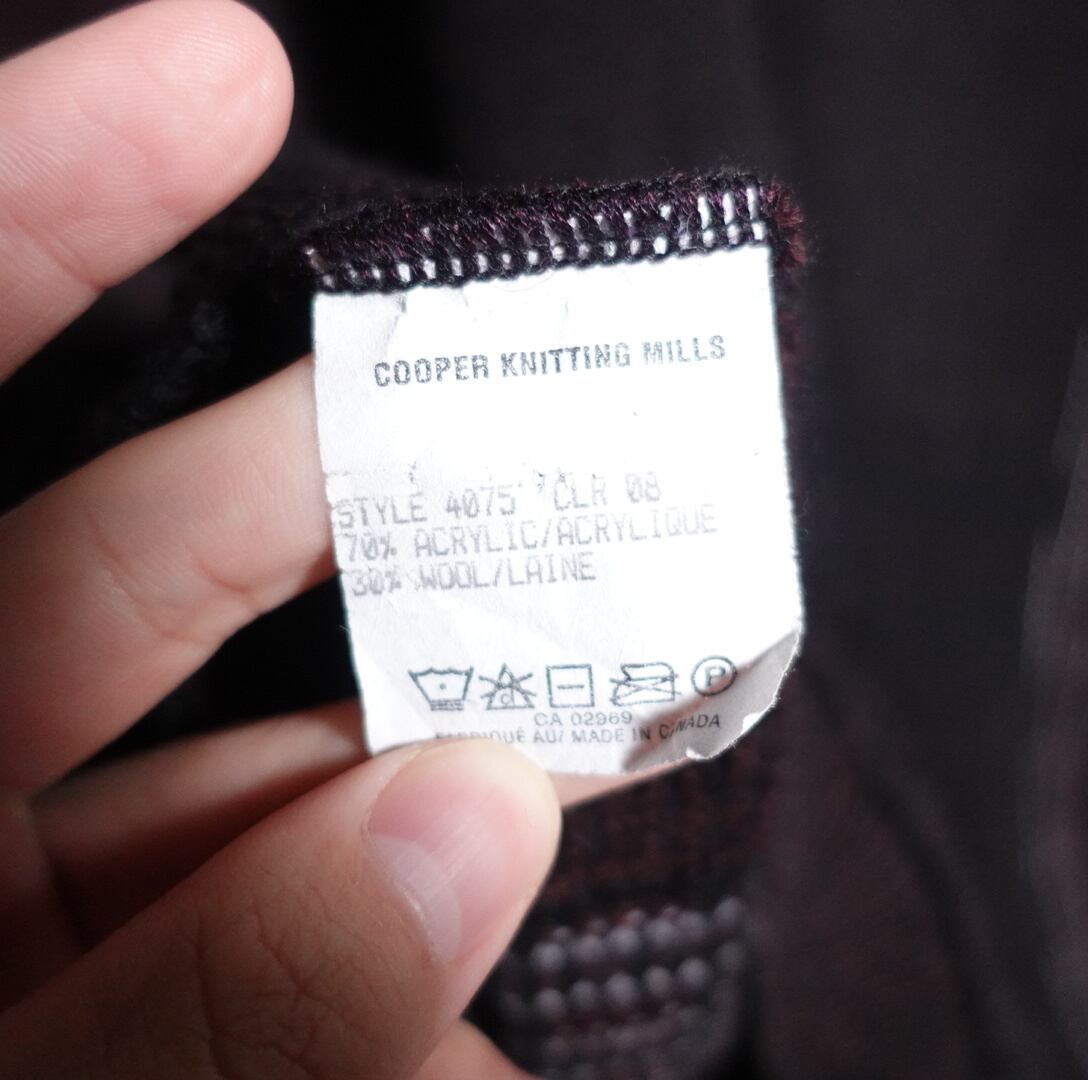 COOPER KNITTING MILLS
STYLE 4075 CLR 08
70% ACRYLIC/ACRYLIQUE
30% WOOL/LAINE
P
CA 02969
FABRIQUÉ AU/ MADE IN CANADA